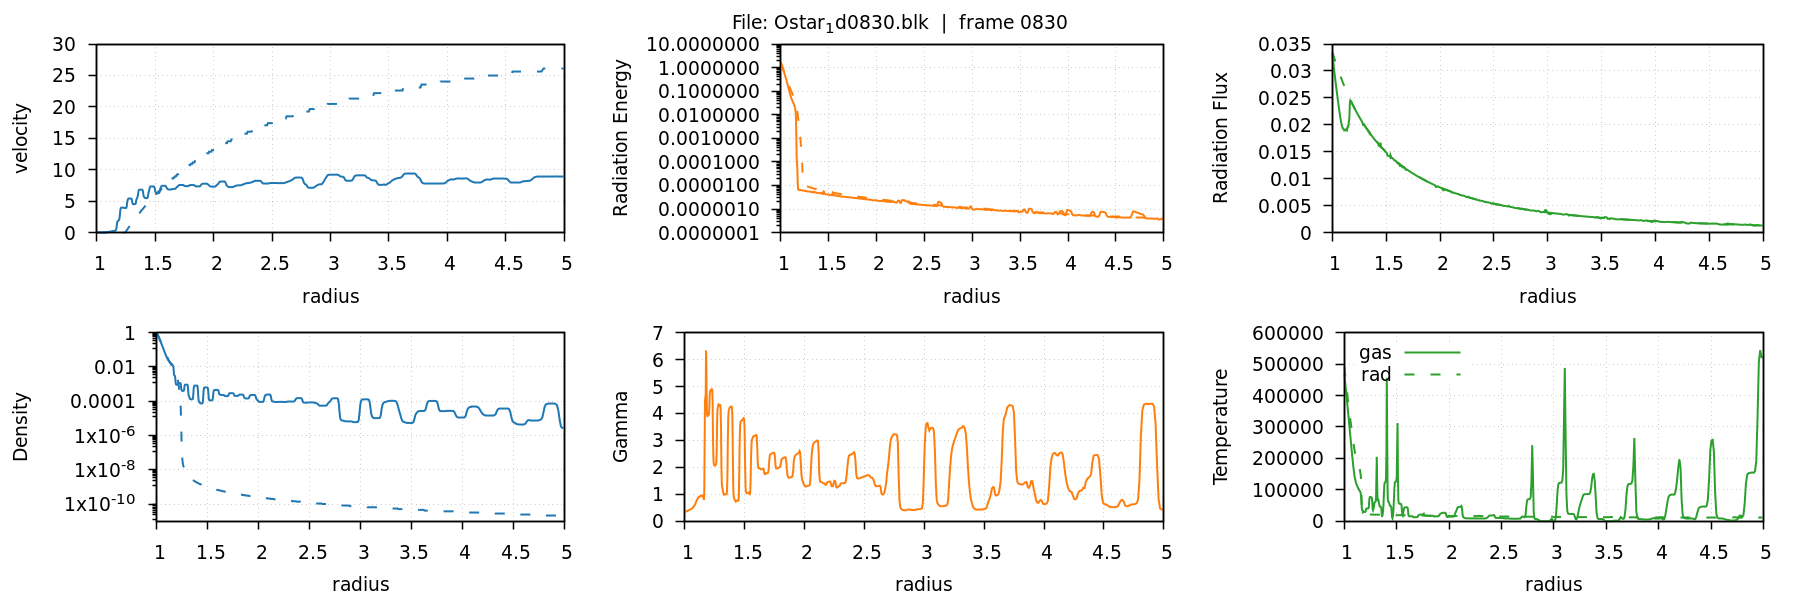 File: Ostar₁d0830.blk | frame 0830
velocity
30
25
20
15
10
5
0
1 1.5 2 2.5 3 3.5 4 4.5 5
radius
Radiation Energy
10.0000000
1.0000000
0.1000000
0.0100000
0.0010000
0.0001000
0.0000100
0.0000010
0.0000001
1 1.5 2 2.5 3 3.5 4 4.5 5
radius
Radiation Flux
0.035
0.03
0.025
0.02
0.015
0.01
0.005
0
1 1.5 2 2.5 3 3.5 4 4.5 5
radius
Density
1
0.01
0.0001
1x10⁻⁶
1x10⁻⁸
1x10⁻¹⁰
1 1.5 2 2.5 3 3.5 4 4.5 5
radius
Gamma
7
6
5
4
3
2
1
0
1 1.5 2 2.5 3 3.5 4 4.5 5
radius
Temperature
600000
500000
400000
300000
200000
100000
0
gas
rad
1 1.5 2 2.5 3 3.5 4 4.5 5
radius